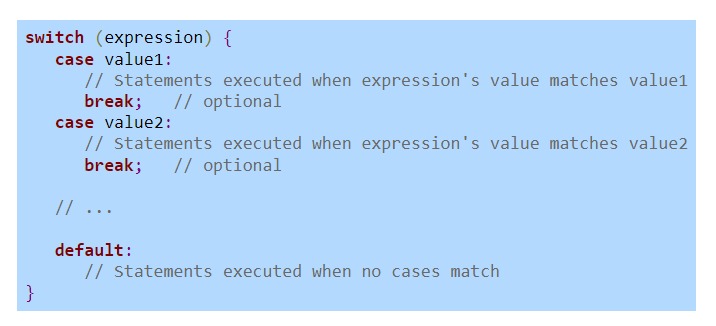 switch (expression) {
   case value1:
      // Statements executed when expression's value matches value1
      break;   // optional
   case value2:
      // Statements executed when expression's value matches value2
      break;   // optional
   // ...
   default:
      // Statements executed when no cases match
}